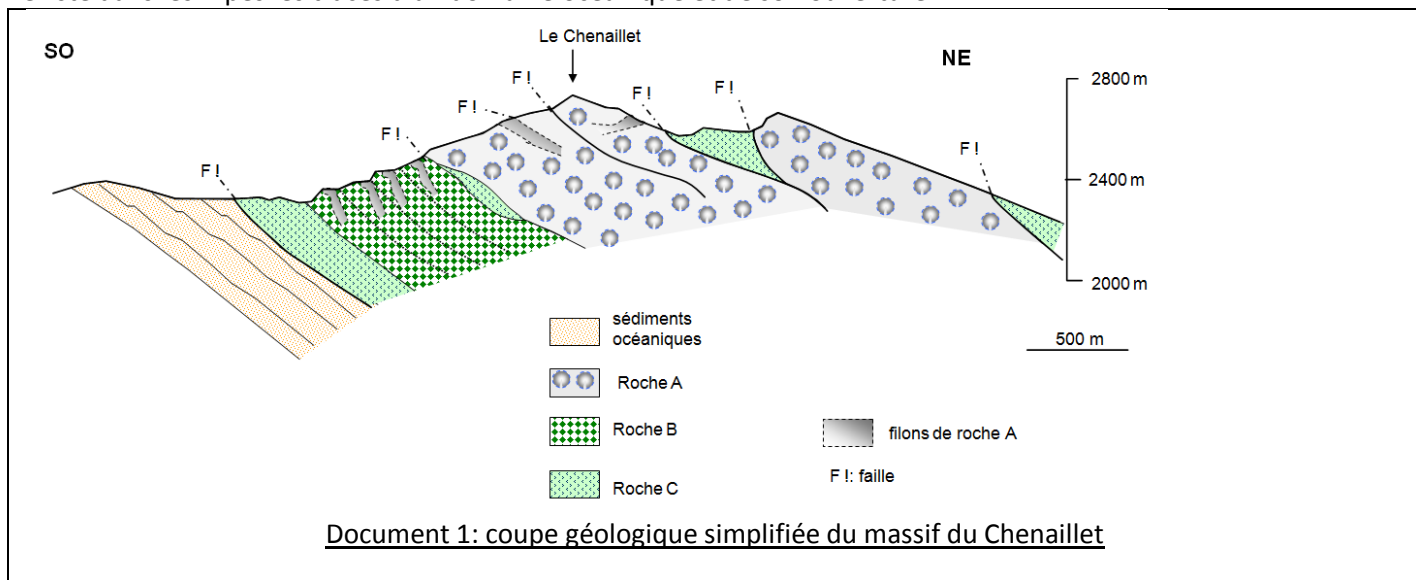 Le Chenaillet
SO
NE
F !
F !
F !
F !
F !
F !
F !
2800 m
2400 m
2000 m
500 m
sédiments
océaniques
Roche A
Roche B
Roche C
filons de roche A
F !: faille
Document 1: coupe géologique simplifiée du massif du Chenaillet